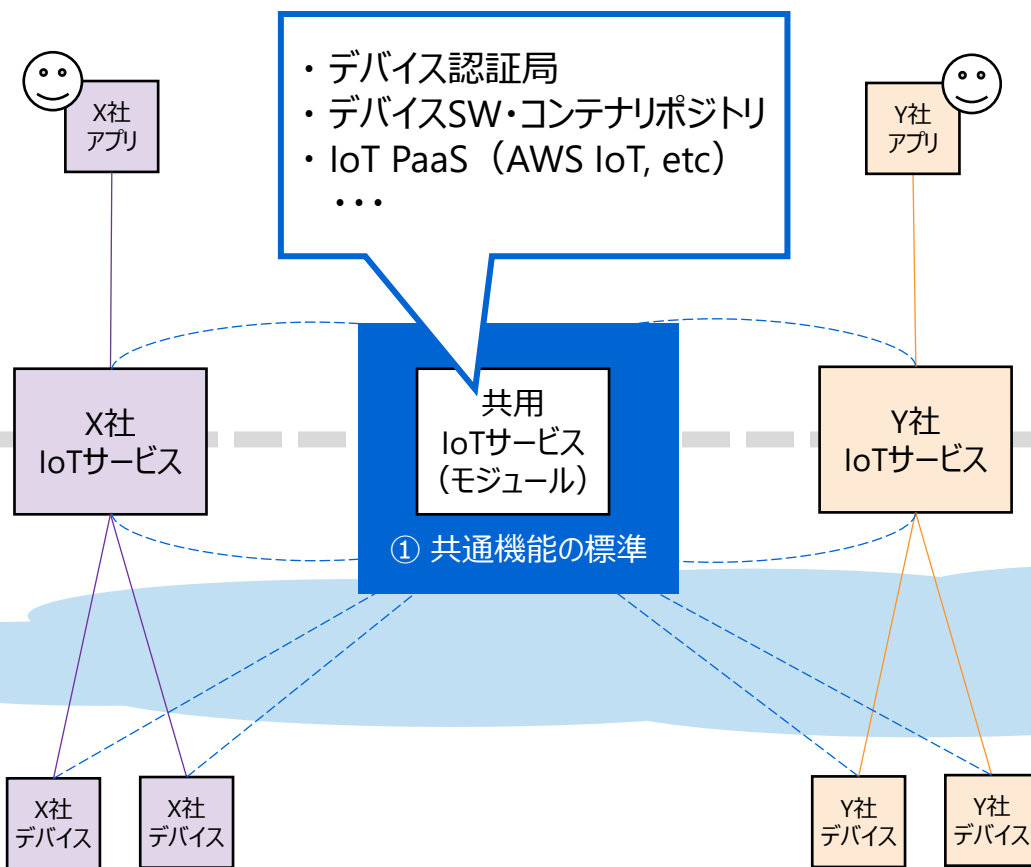 ・ デバイス認証局
・ デバイスSW・コンテナリポジトリ
・ IoT PaaS（AWS IoT, etc）
・・・
X社
アプリ
Y社
アプリ
X社
IoTサービス
共用
IoTサービス
（モジュール）
① 共通機能の標準
Y社
IoTサービス
X社
デバイス
X社
デバイス
Y社
デバイス
Y社
デバイス